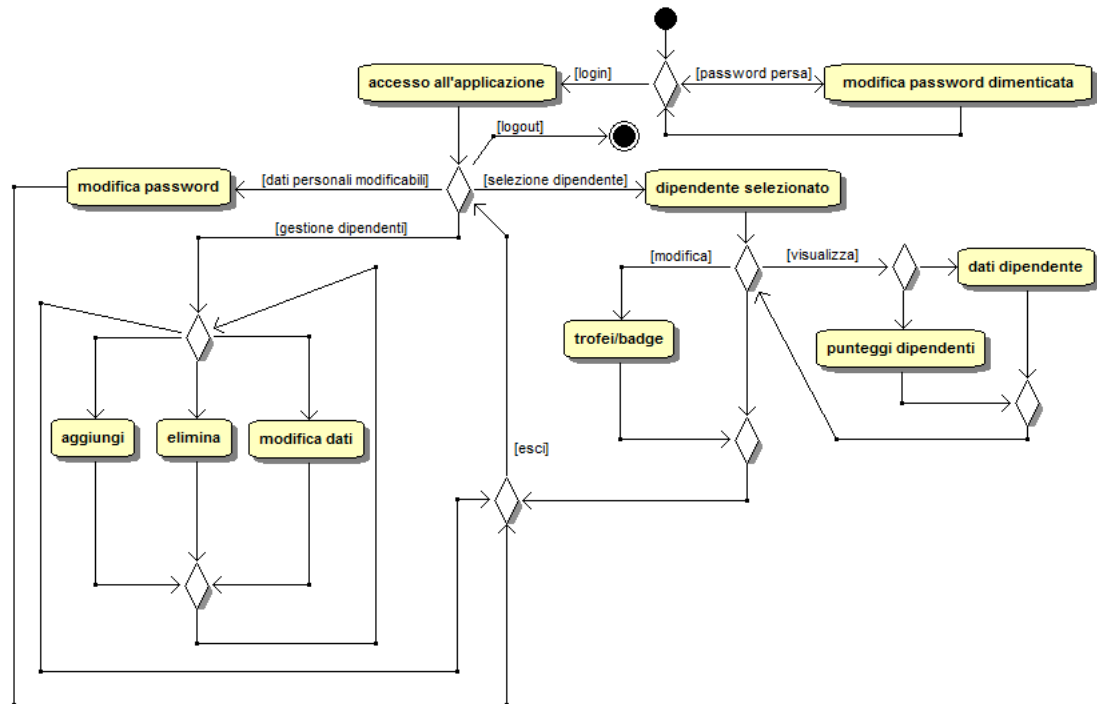 [login]
[password persa]
accesso all'applicazione
modifica password dimenticata
[logout]
modifica password
[dati personali modificabili]
[selezione dipendente]
dipendente selezionato
[gestione dipendenti]
[modifica]
[visualizza]
dati dipendente
trofei/badge
punteggi dipendenti
aggiungi
elimina
modifica dati
[esci]